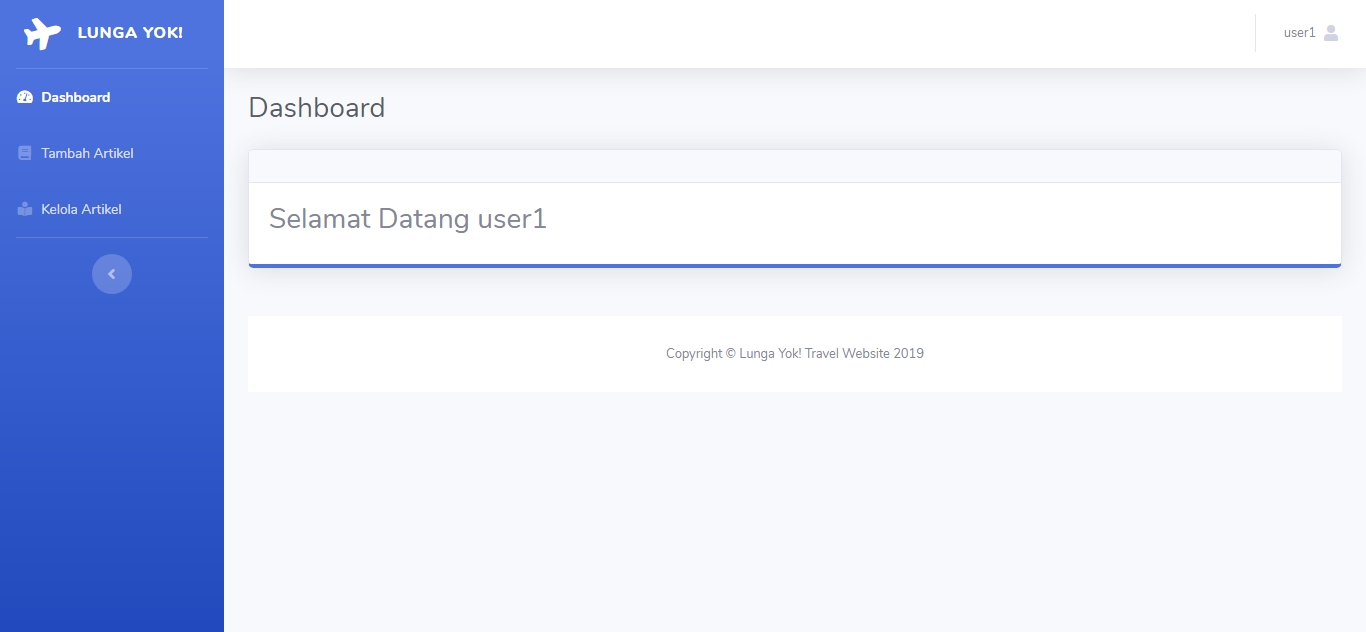 LUNGA YOK!
user1
Dashboard
Tambah Artikel
Kelola Artikel
Dashboard
Selamat Datang user1
Copyright © Lunga Yok! Travel Website 2019